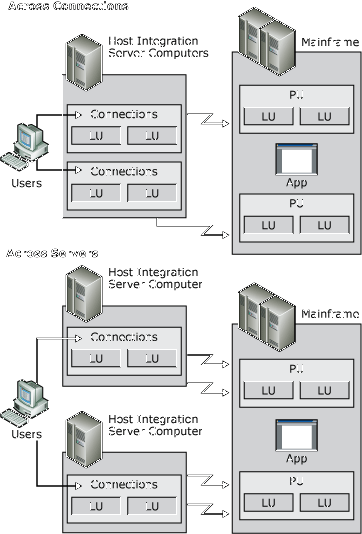 Across Connections
Host Integration
Server Computers
Mainframe
Connections
LU LU
Connections
LU LU
Users
PU
LU LU
App
PU
LU LU
Across Servers
Host Integration
Server Computer
Mainframe
Connections
LU LU
Users
Host Integration
Server Computer
Connections
LU LU
PU
LU LU
App
PU
LU LU